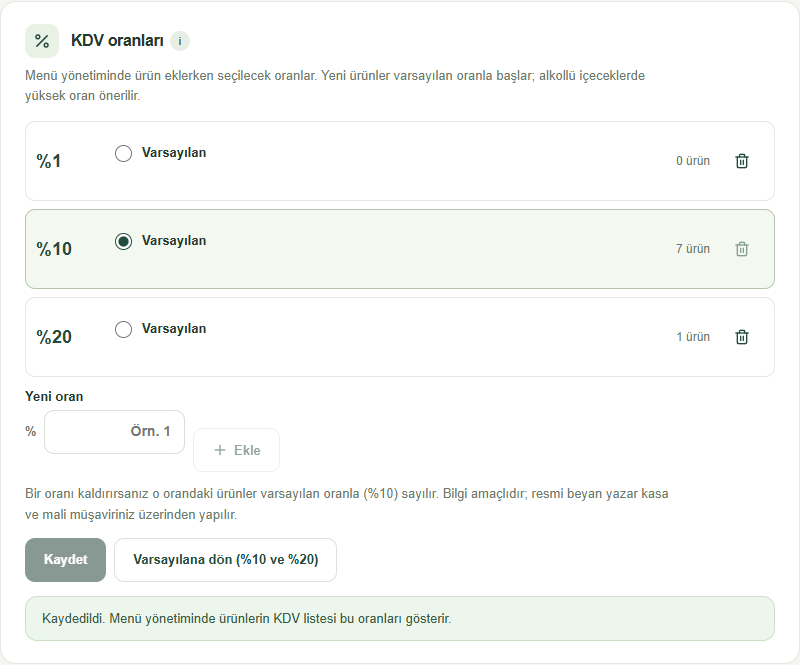 KDV oranları i
Menü yönetiminde ürün eklerken seçilecek oranlar. Yeni ürünler varsayılan oranla başlar; alkollü içeceklerde
yüksek oran önerilir.
%1 Varsayılan 0 ürün
%10 Varsayılan 7 ürün
%20 Varsayılan 1 ürün
Yeni oran
% Örn. 1 + Ekle
Bir oranı kaldırırsanız o orandaki ürünler varsayılan oranla (%10) sayılır. Bilgi amaçlıdır; resmi beyan yazar kasa
ve mali müşaviriniz üzerinden yapılır.
Kaydet Varsayılana dön (%10 ve %20)
Kaydedildi. Menü yönetiminde ürünlerin KDV listesi bu oranları gösterir.